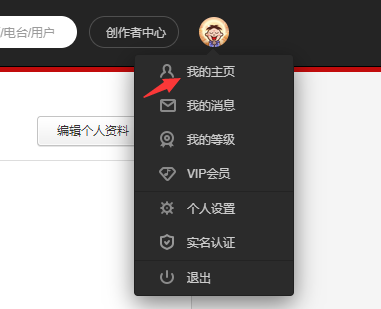 /电台/用户
创作者中心
我的主页
我的消息
编辑个人资料
我的等级
VIP会员
个人设置
实名认证
退出